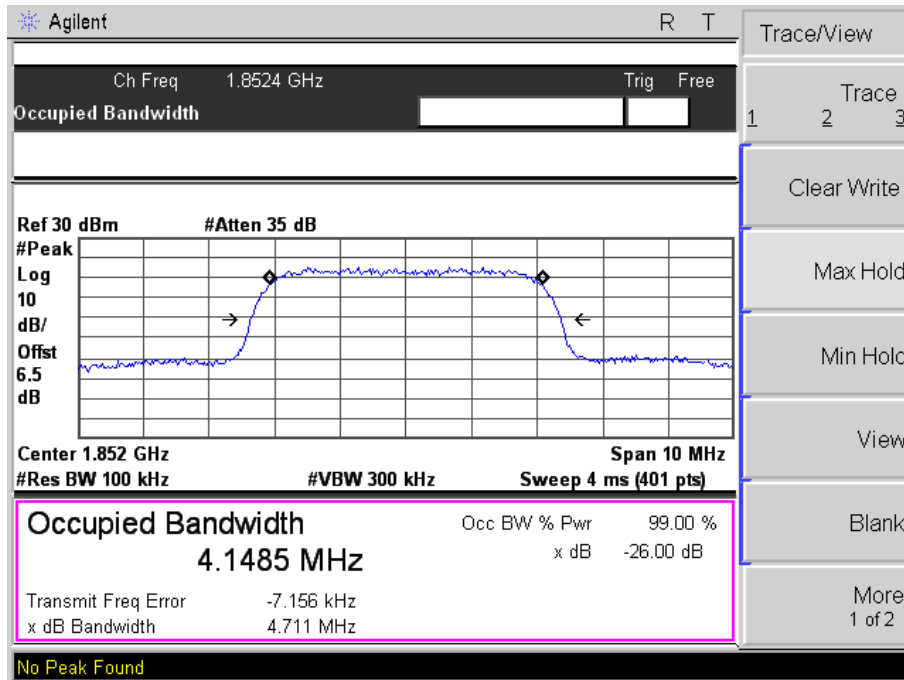 Agilent R T
Ch Freq 1.8524 GHz Trig Free
Occupied Bandwidth
Ref 30 dBm #Atten 35 dB
#Peak
Log
10
dB/
Offst
6.5
dB
Center 1.852 GHz Span 10 MHz
#Res BW 100 kHz #VBW 300 kHz Sweep 4 ms (401 pts)
Occupied Bandwidth Occ BW % Pwr 99.00 %
4.1485 MHz x dB -26.00 dB
Transmit Freq Error -7.156 kHz
x dB Bandwidth 4.711 MHz
No Peak Found
Trace/View
Trace
1 2 3
Clear Write
Max Hold
Min Hold
View
Blank
More
1 of 2